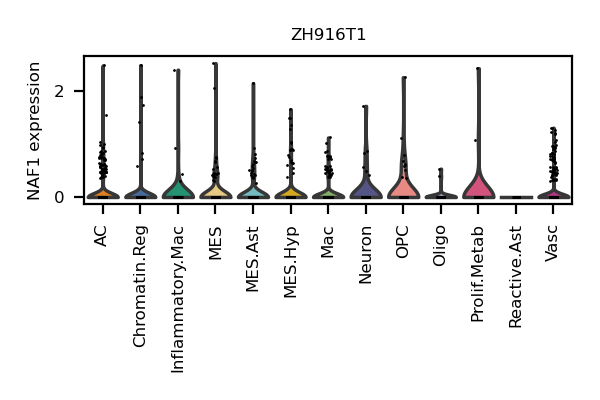 ZH916T1
NAF1 expression
2
0
AC
Chromatin.Reg
Inflammatory.Mac
MES
MES.Ast
MES.Hyp
Mac
Neuron
OPC
Oligo
Prolif.Metab
Reactive.Ast
Vasc